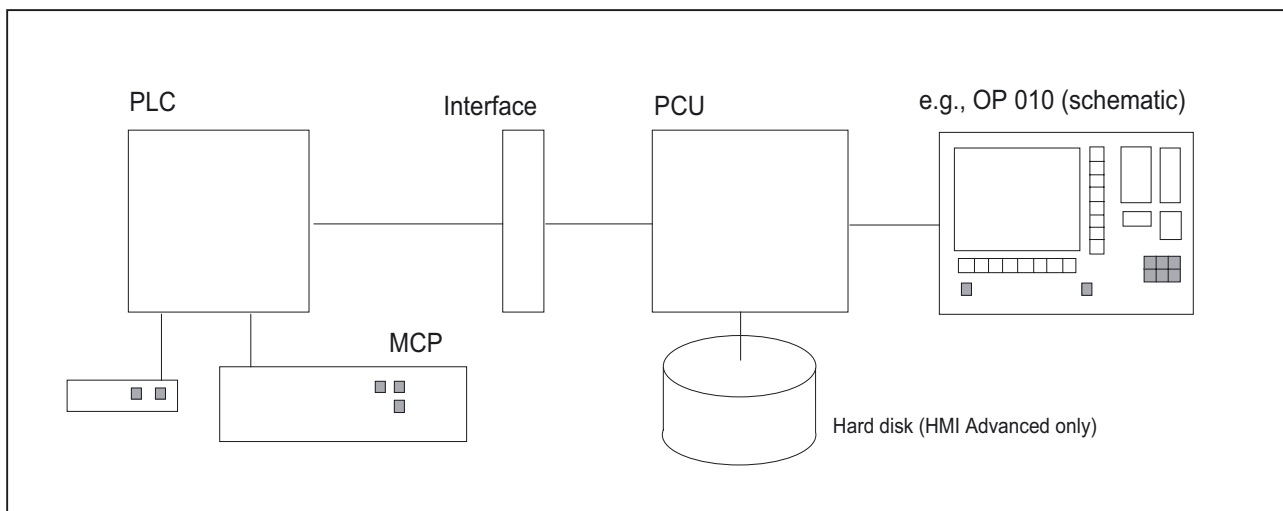 PLC
Interface
PCU
e.g., OP 010 (schematic)
MCP
Hard disk (HMI Advanced only)